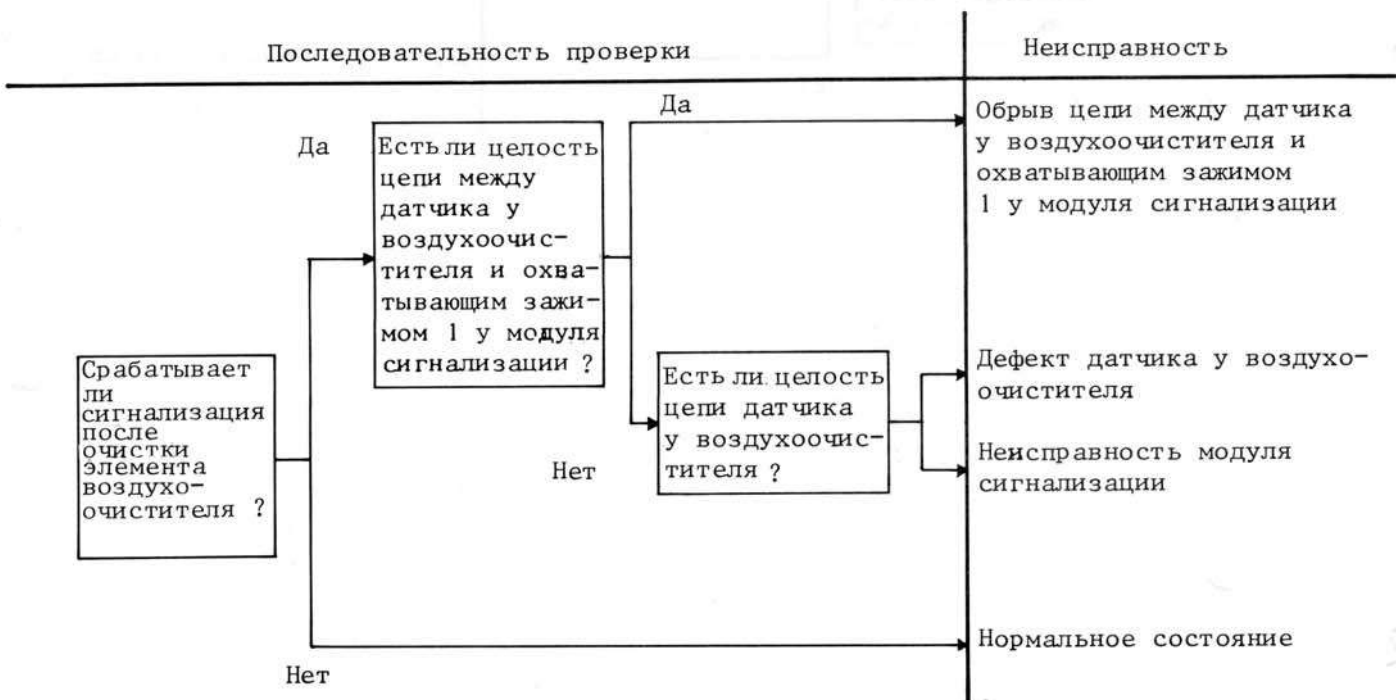 Последовательность проверки
Неисправность
Да
Да
Есть ли целость
цепи между
датчика у
воздухоочис-
тителя и охва-
тывающим зажи-
мом 1 у модуля
сигнализации ?
Обрыв цепи между датчика
у воздухоочистителя и
охватывающим зажимом
1 у модуля сигнализации
Срабатывает
ли
сигнализация
после
очистки
элемента
воздухо-
очистителя ?
Есть ли целость
цепи датчика
у воздухоочис-
тителя ?
Нет
Дефект датчика у воздухо-
очистителя
Неисправность модуля
сигнализации
Нормальное состояние
Нет